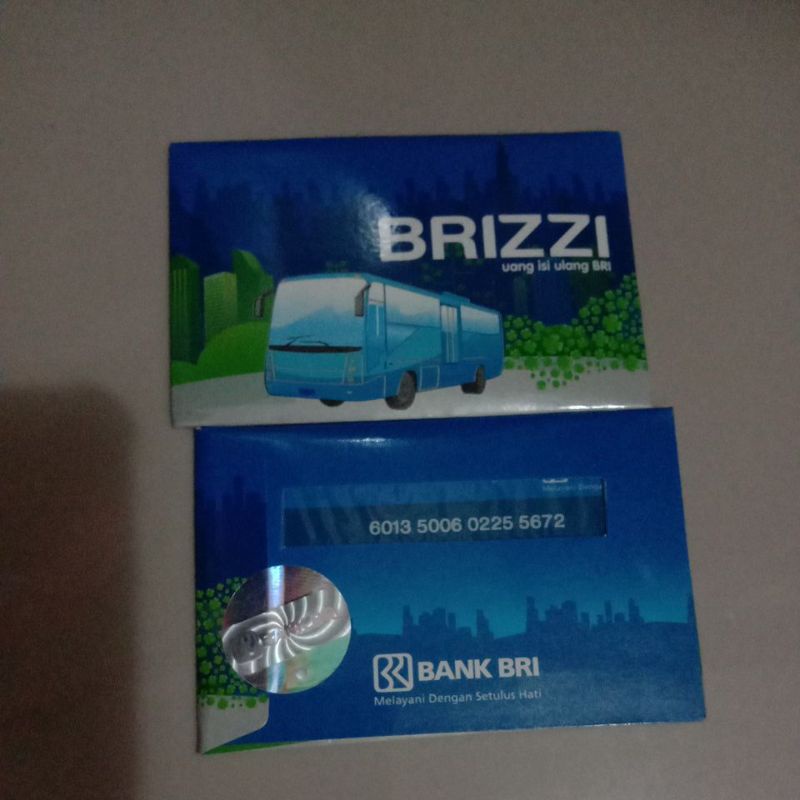 BRIZZI
uang isi ulang BRI
6013 5006 0225 5672
BANK BRI
Melayani Dengan Setulus Hati